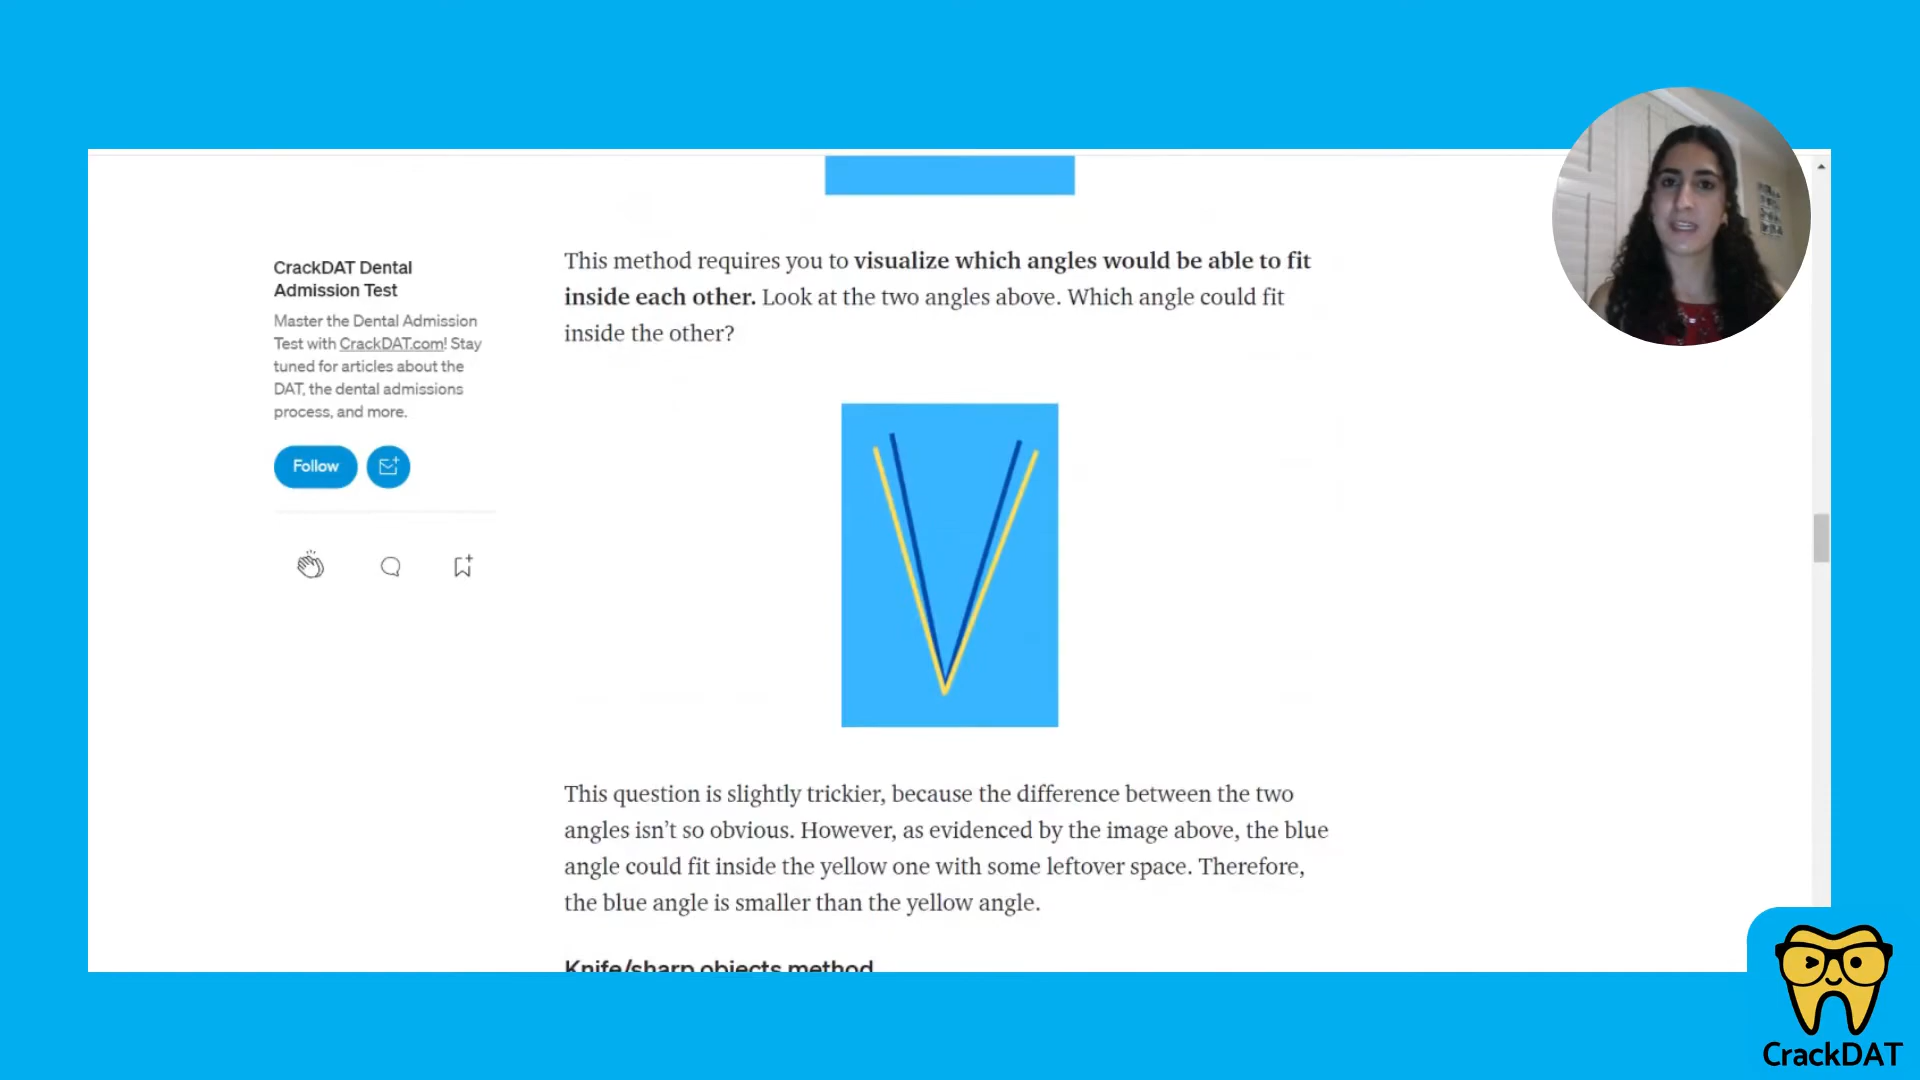 CrackDAT Dental
Admission Test
Master the Dental Admission
Test with CrackDAT.com! Stay
tuned for articles about the
DAT, the dental admissions
process, and more.
Follow
This method requires you to visualize which angles would be able to fit
inside each other. Look at the two angles above. Which angle could fit
inside the other?
This question is slightly trickier, because the difference between the two
angles isn’t so obvious. However, as evidenced by the image above, the blue
angle could fit inside the yellow one with some leftover space. Therefore,
the blue angle is smaller than the yellow angle.
Knife/sharp objects method
CrackDAT